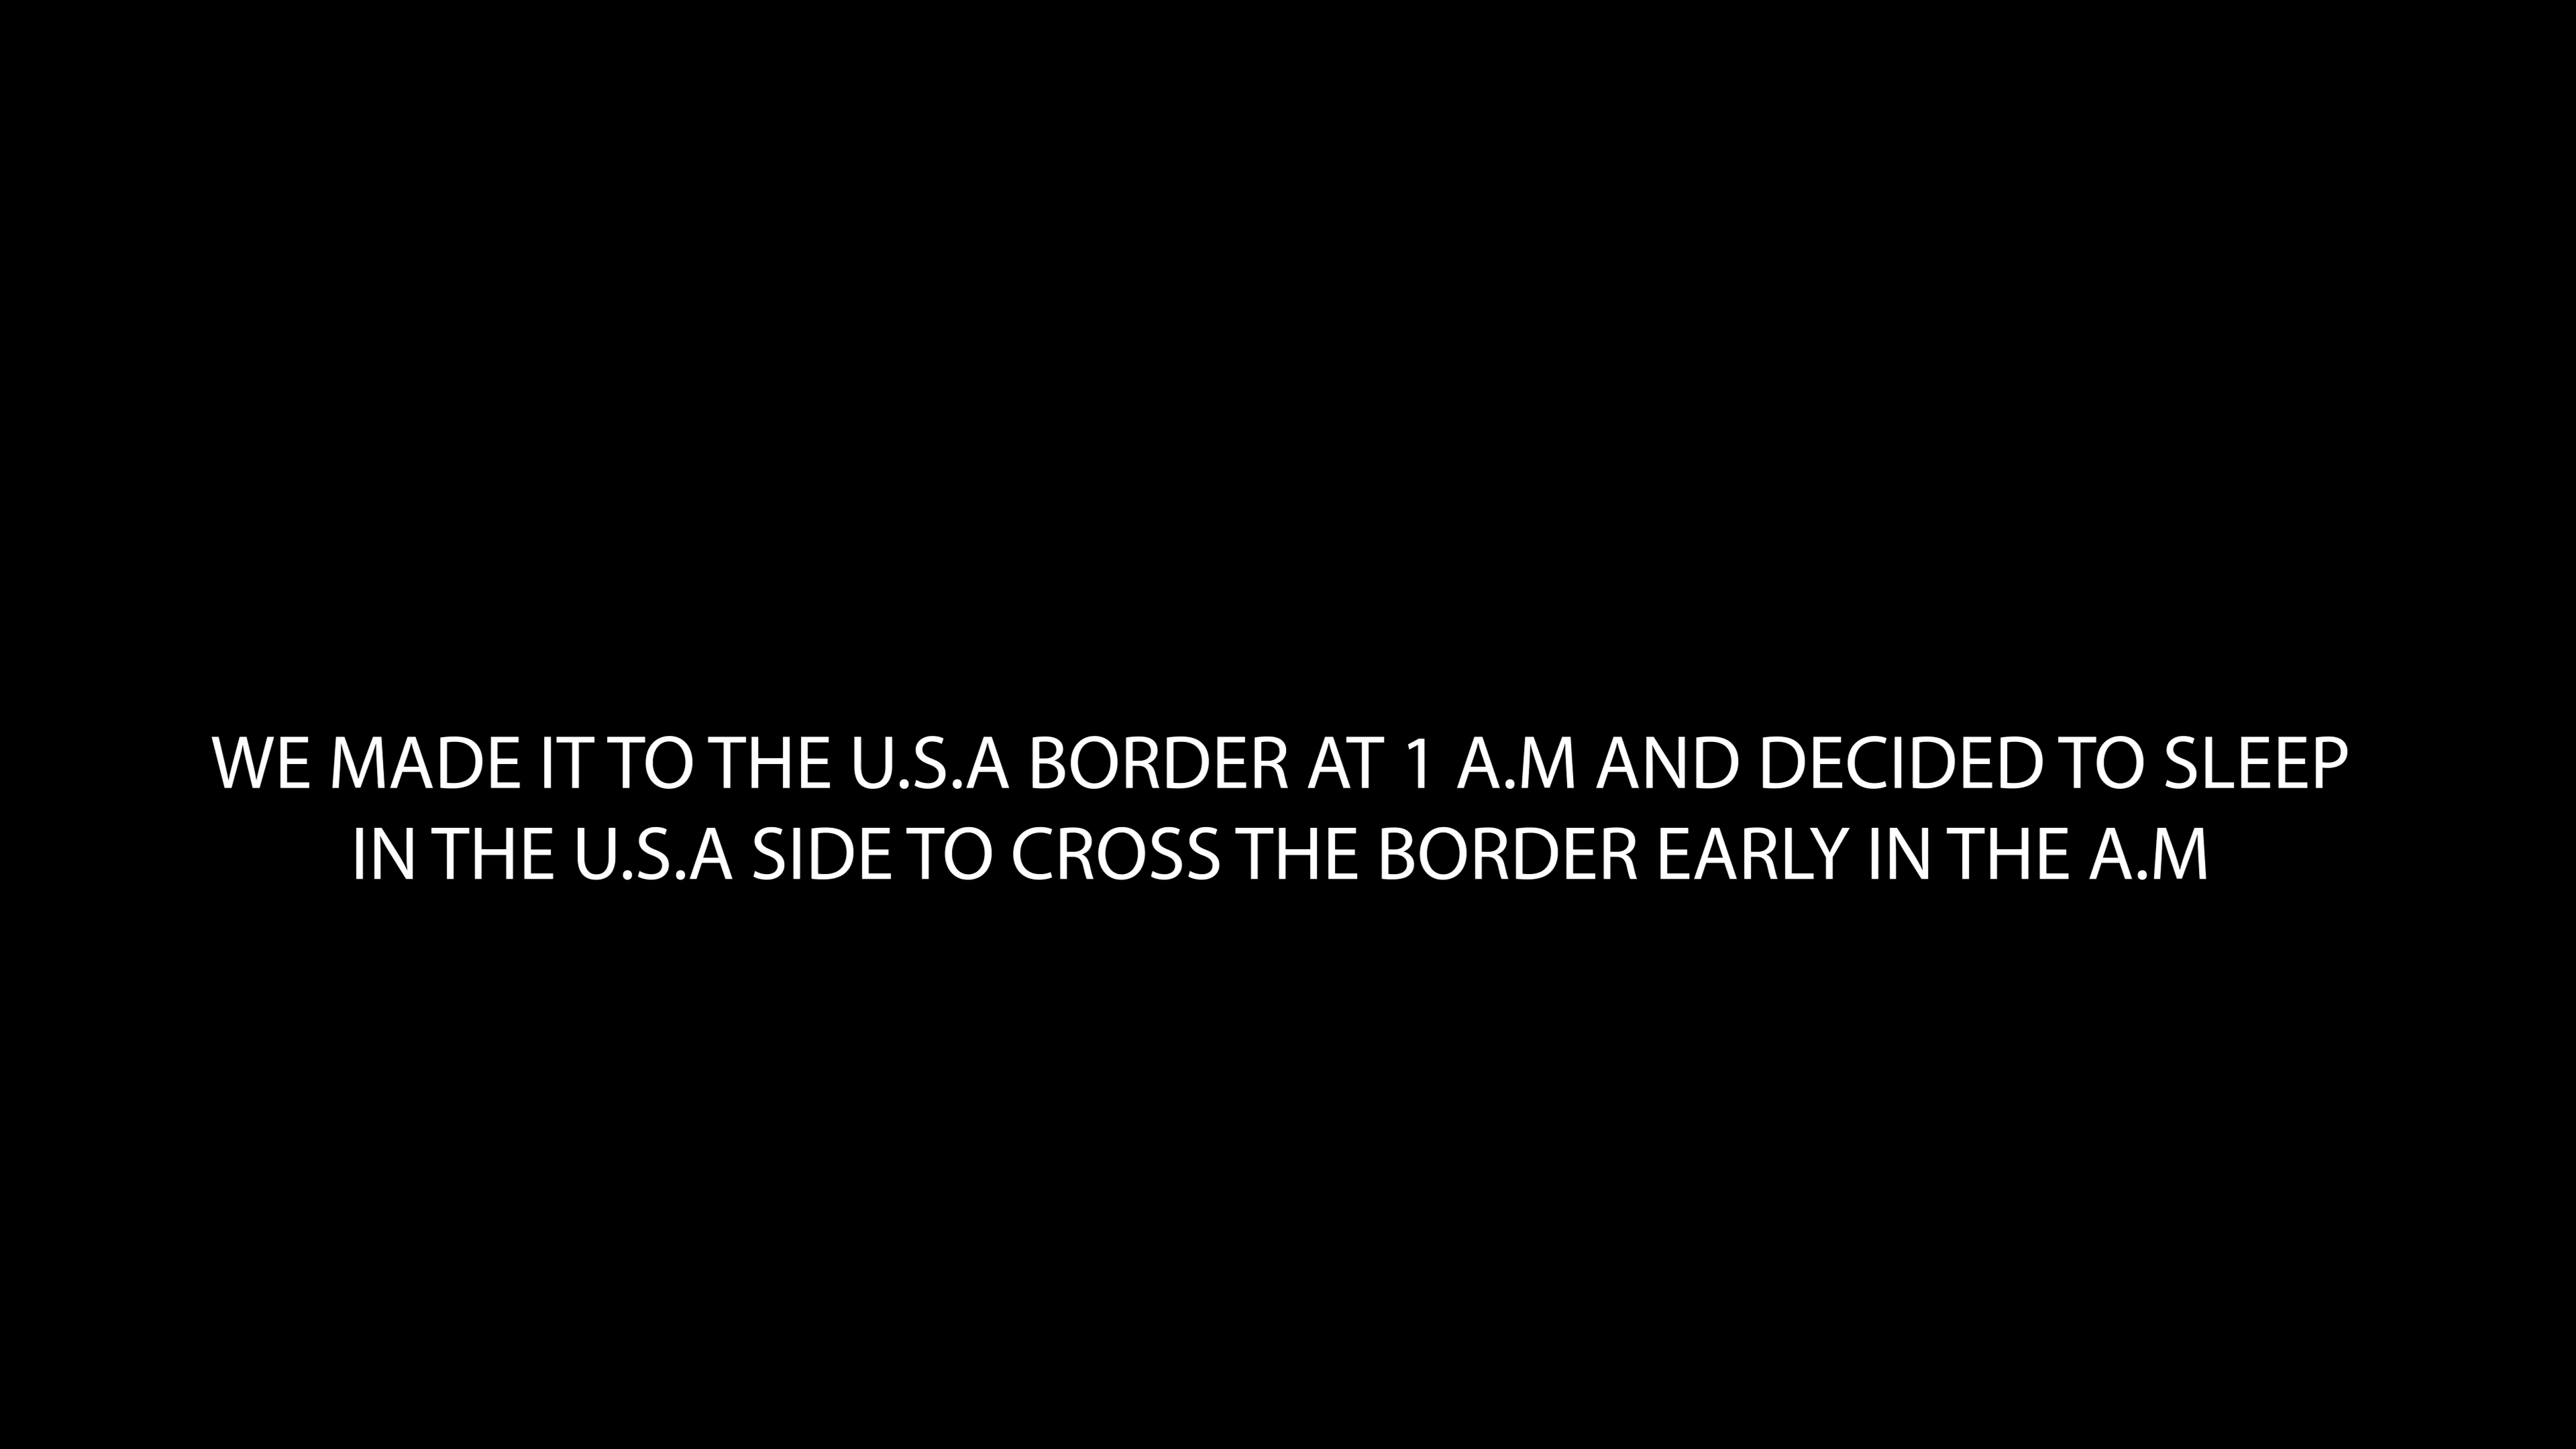 WE MADE IT TO THE U.S.A BORDER AT 1 A.M AND DECIDED TO SLEEP
IN THE U.S.A SIDE TO CROSS THE BORDER EARLY IN THE A.M